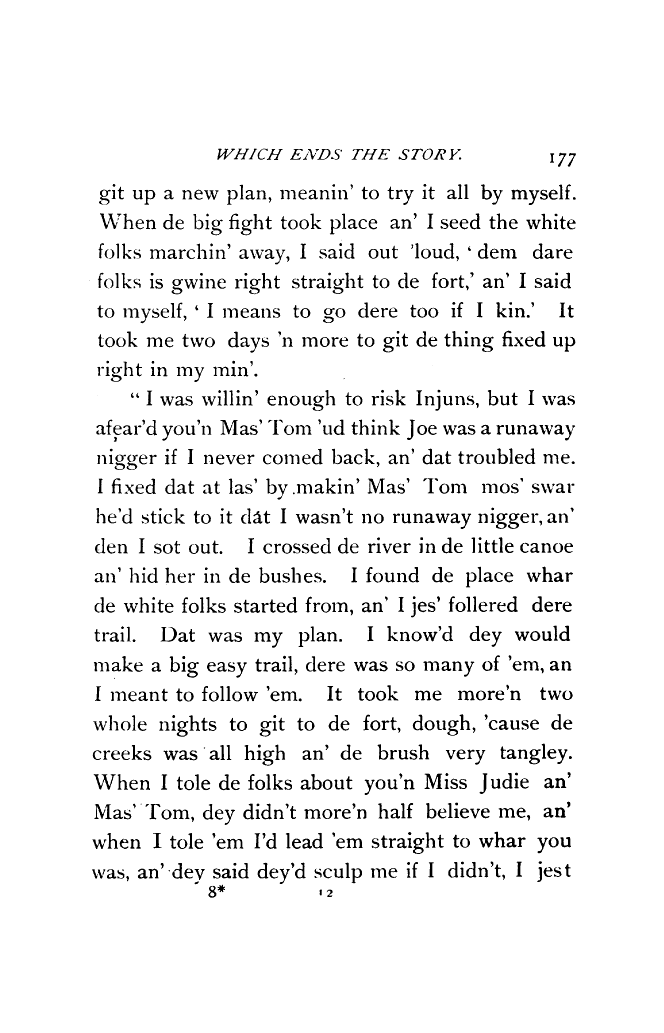 WHICH ENDS THE STORY. 177
git up a new plan, meanin' to try it all by myself.
When de big fight took place an' I seed the white
folks marchin' away, I said out 'loud, ‘ dem dare
folks is gwine right straight to de fort,’ an' I said
to myself, ‘ I means to go dere too if I kin.’ It
took me two days 'n more to git de thing fixed up
right in my min'.
“ I was willin' enough to risk Injuns, but I was
afear'd you'n Mas' Tom 'ud think Joe was a runaway
nigger if I never comed back, an' dat troubled me.
I fixed dat at las' by makin' Mas' Tom mos' swar
he'd stick to it dat I wasn't no runaway nigger, an'
den I sot out. I crossed de river in de little canoe
an' hid her in de bushes. I found de place whar
de white folks started from, an' I jes' follered dere
trail. Dat was my plan. I know'd dey would
make a big easy trail, dere was so many of 'em, an
I meant to follow 'em. It took me more'n two
whole nights to git to de fort, dough, 'cause de
creeks was all high an' de brush very tangley.
When I tole de folks about you'n Miss Judie an'
Mas' Tom, dey didn't more'n half believe me, an'
when I tole 'em I'd lead 'em straight to whar you
was, an' dey said dey'd sculp me if I didn't, I jest
8* 12